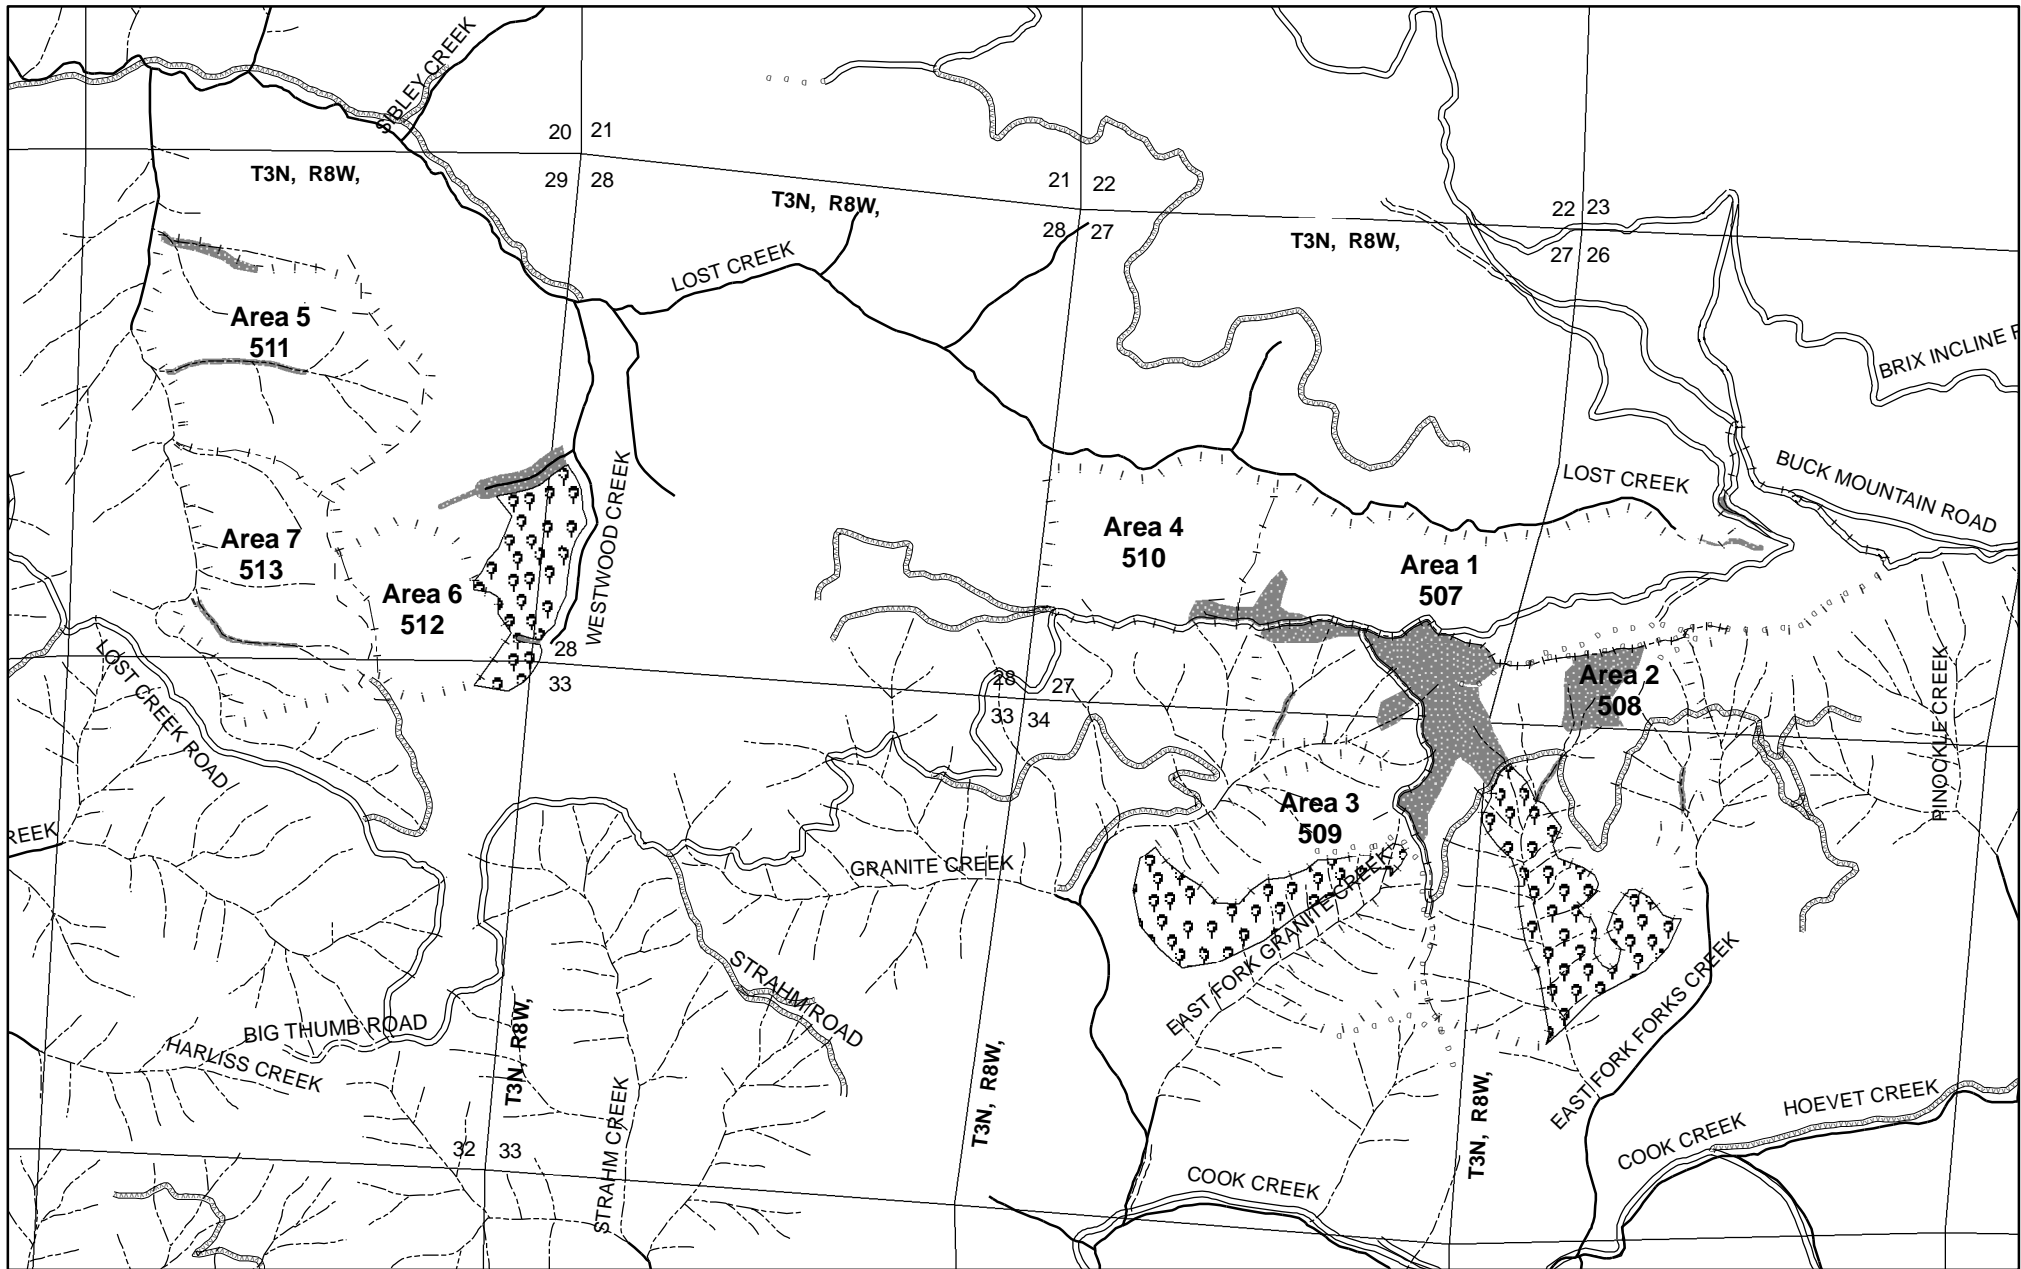 SIBLEY CREEK
20 21
29 28
T3N, R8W,
T3N, R8W,
21 22
28 27
T3N, R8W,
22 23
27 26
LOST CREEK
BRIX INCLINE
Area 5
511
LOST CREEK
BUCK MOUNTAIN ROAD
WESTWOOD CREEK
Area 7
513
Area 6
512
Area 4
510
Area 1
507
28
33
28 27
33 34
Area 2
508
PINOCKLE CREEK
LOST CREEK ROAD
Area 3
509
REEK
GRANITE CREEK
EAST FORK GRANITE CREEK
STRAHM ROAD
EAST FORK FORKS CREEK
BIG THUMB ROAD
HARLISS CREEK
T3N, R8W,
T3N, R8W,
T3N, R8W,
STRAHM CREEK
32 33
HOEVET CREEK
COOK CREEK
COOK CREEK